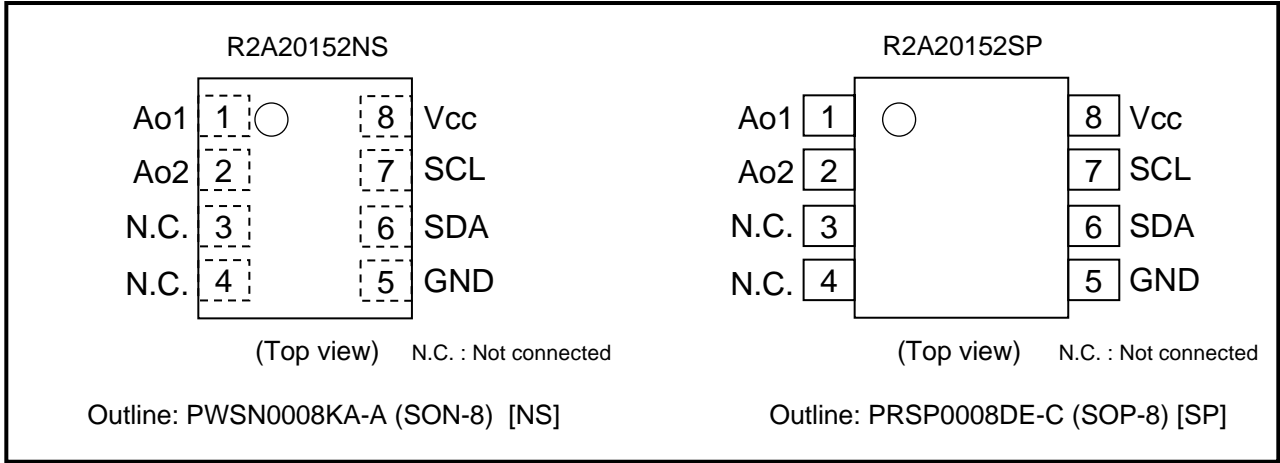 R2A20152NS
Ao1 1 8 Vcc
Ao2 2 7 SCL
N.C. 3 6 SDA
N.C. 4 5 GND
(Top view) N.C. : Not connected
Outline: PWSN0008KA-A (SON-8) [NS]
R2A20152SP
Ao1 1 8 Vcc
Ao2 2 7 SCL
N.C. 3 6 SDA
N.C. 4 5 GND
(Top view) N.C. : Not connected
Outline: PRSP0008DE-C (SOP-8) [SP]